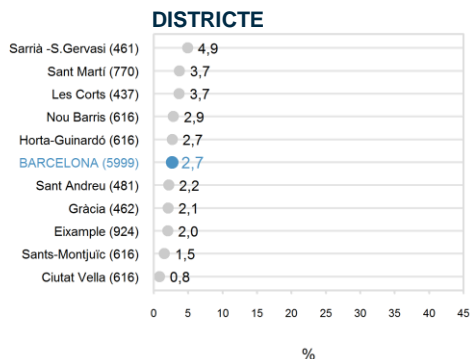 DISTRICTE
Sarrià -S.Gervasi (461) 4,9
Sant Martí (770) 3,7
Les Corts (437) 3,7
Nou Barris (616) 2,9
Horta-Guinardó (616) 2,7
BARCELONA (5999) 2,7
Sant Andreu (481) 2,2
Gràcia (462) 2,1
Eixample (924) 2,0
Sants-Montjuïc (616) 1,5
Ciutat Vella (616) 0,8
0 5 10 15 20 25 30 35 40 45
%